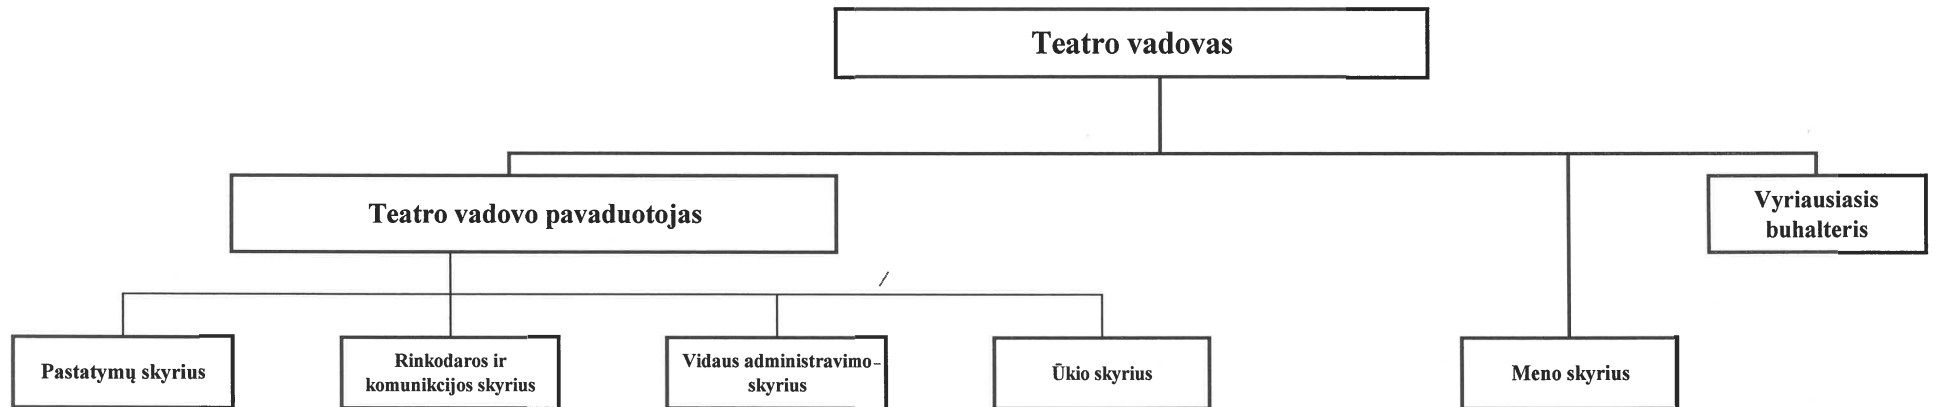 Teatro vadovas
Teatro vadovo pavaduotojas
Vyriausiasis
buhalteris
Pastatymų skyrius
Rinkodaros ir
komunikcijos skyrius
Vidaus administravimo
skyrius
Ūkio skyrius
Meno skyrius